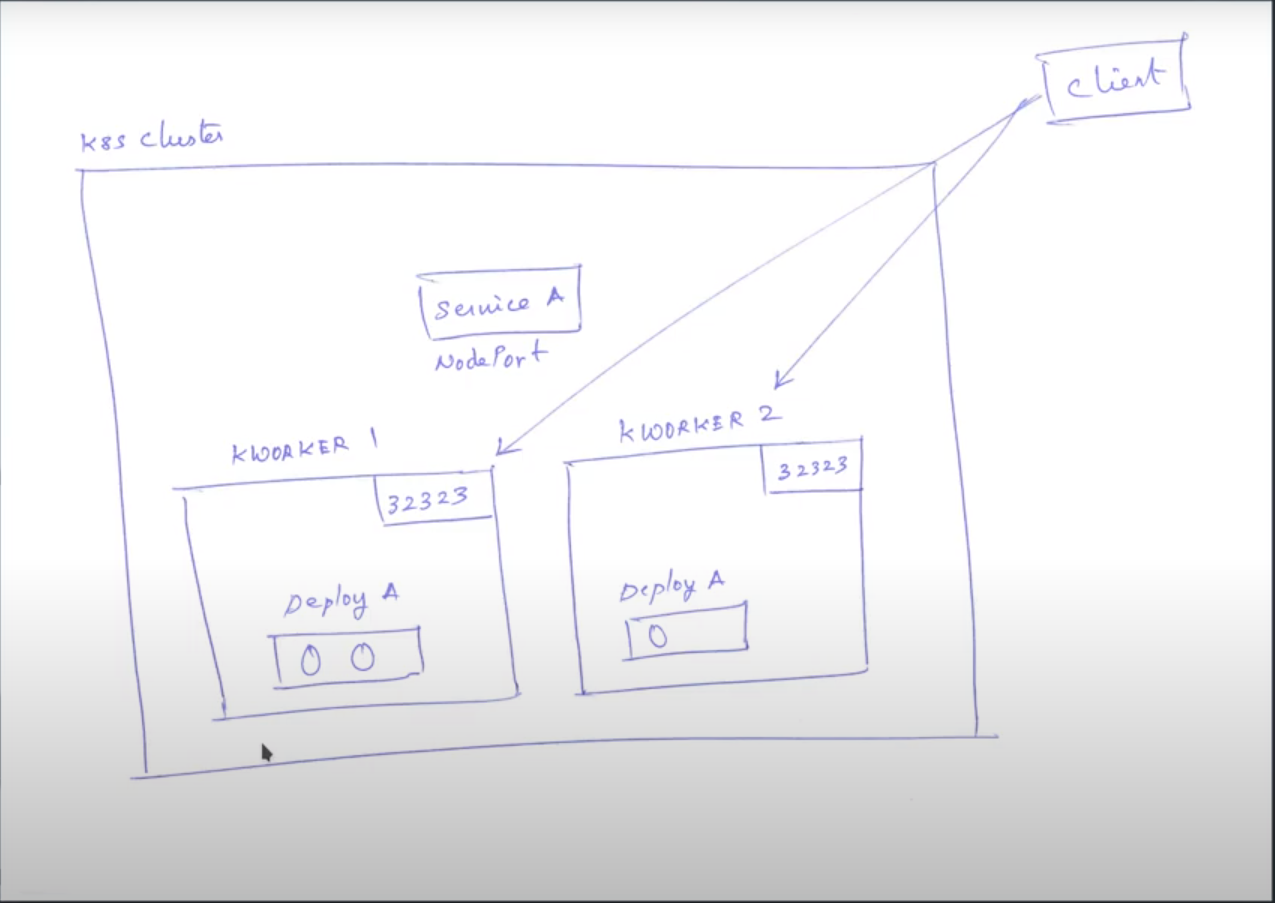 Client
K8S Cluster
Service A
NodePort
KWORKER 1
KWORKER 2
32323
32323
Deploy A
Deploy A